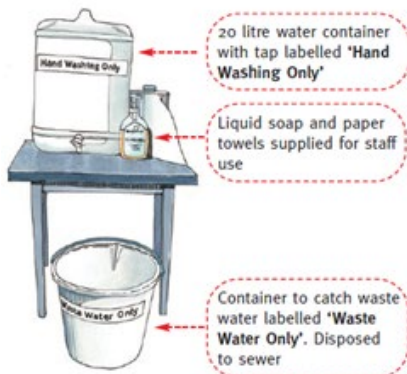 20 litre water container
with tap labelled 'Hand
Washing Only'
Hand Washing Only
Liquid soap and paper
towels supplied for staff
use
Container to catch waste
water labelled 'Waste
Water Only'. Disposed
to sewer
Waste Water Only